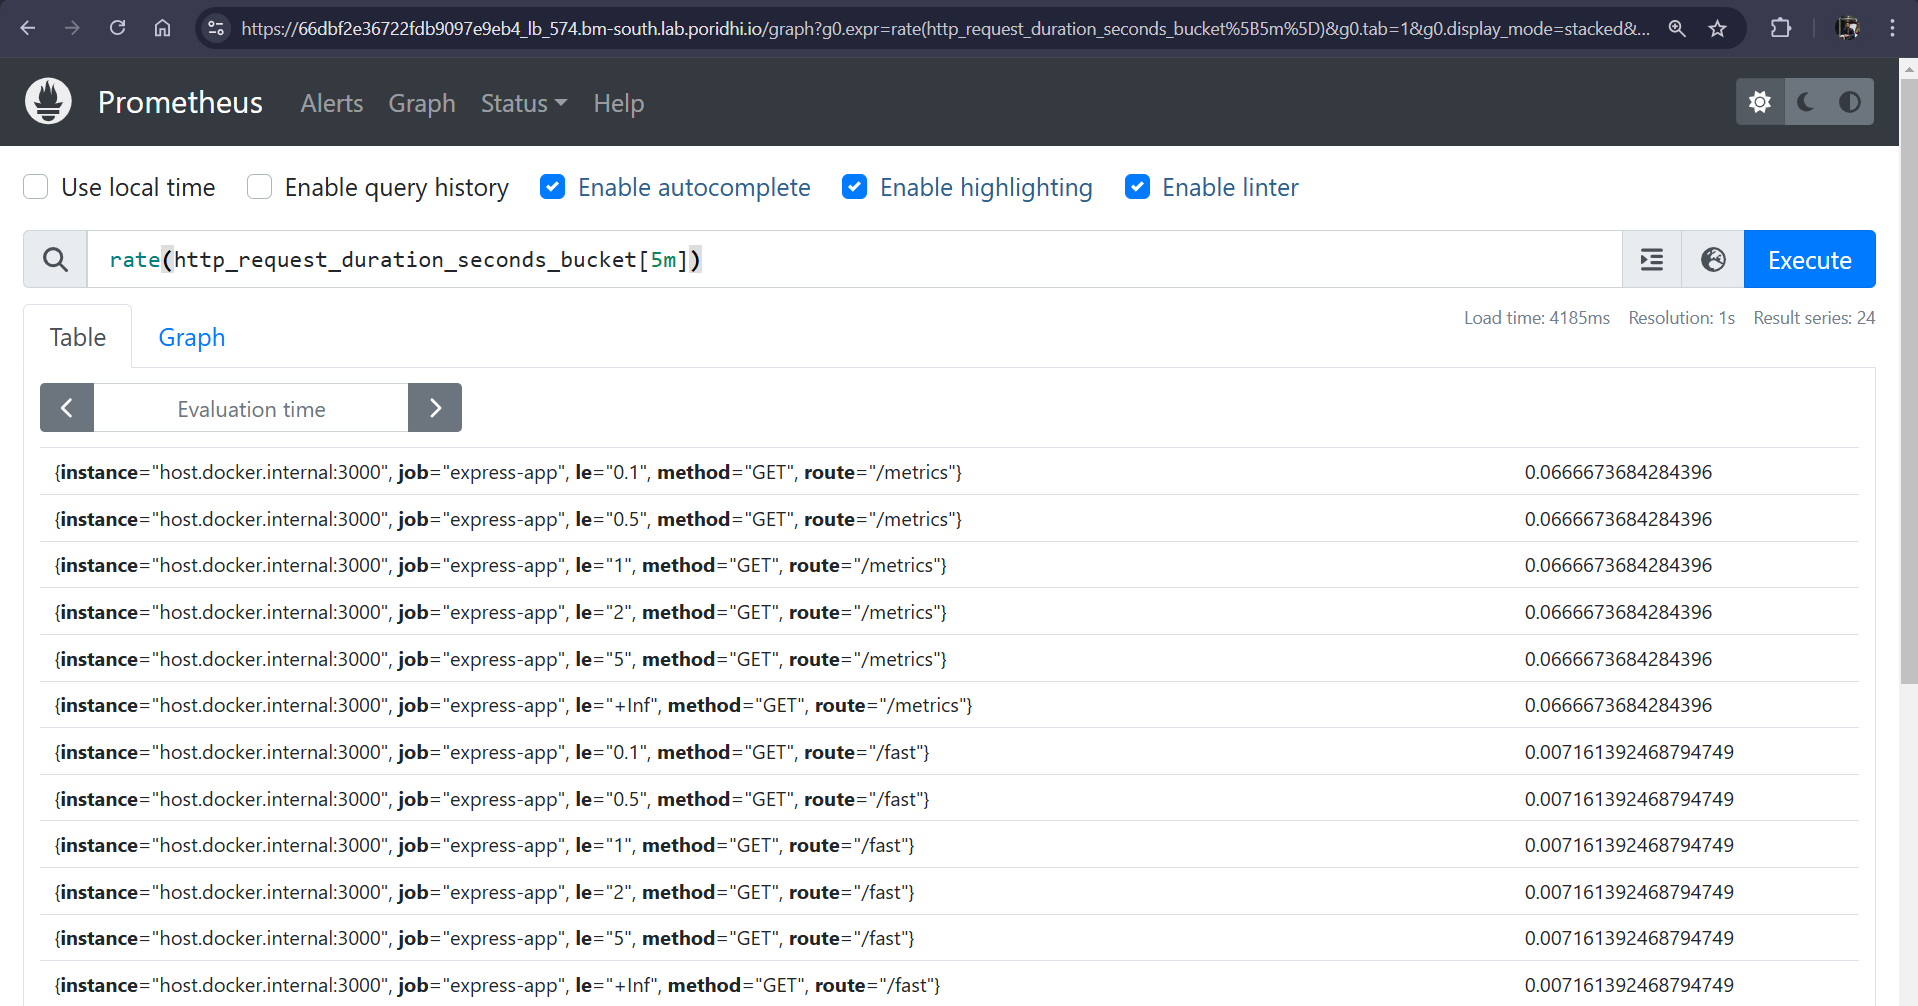 https://66dbf2e36722fdb9097e9eb4_lb_574.bm-south.lab.poridhi.io/graph?g0.expr=rate(http_request_duration_seconds_bucket%5B5m%5D)&g0.tab=1&g0.display_mode=stacked&...
Prometheus Alerts Graph Status Help
Use local time Enable query history Enable autocomplete Enable highlighting Enable linter
rate(http_request_duration_seconds_bucket[5m]) Execute
Table Graph Load time: 4185ms Resolution: 1s Result series: 24
Evaluation time
{instance="host.docker.internal:3000", job="express-app", le="0.1", method="GET", route="/metrics"} 0.0666673684284396
{instance="host.docker.internal:3000", job="express-app", le="0.5", method="GET", route="/metrics"} 0.0666673684284396
{instance="host.docker.internal:3000", job="express-app", le="1", method="GET", route="/metrics"} 0.0666673684284396
{instance="host.docker.internal:3000", job="express-app", le="2", method="GET", route="/metrics"} 0.0666673684284396
{instance="host.docker.internal:3000", job="express-app", le="5", method="GET", route="/metrics"} 0.0666673684284396
{instance="host.docker.internal:3000", job="express-app", le="+Inf", method="GET", route="/metrics"} 0.0666673684284396
{instance="host.docker.internal:3000", job="express-app", le="0.1", method="GET", route="/fast"} 0.007161392468794749
{instance="host.docker.internal:3000", job="express-app", le="0.5", method="GET", route="/fast"} 0.007161392468794749
{instance="host.docker.internal:3000", job="express-app", le="1", method="GET", route="/fast"} 0.007161392468794749
{instance="host.docker.internal:3000", job="express-app", le="2", method="GET", route="/fast"} 0.007161392468794749
{instance="host.docker.internal:3000", job="express-app", le="5", method="GET", route="/fast"} 0.007161392468794749
{instance="host.docker.internal:3000", job="express-app", le="+Inf", method="GET", route="/fast"} 0.007161392468794749